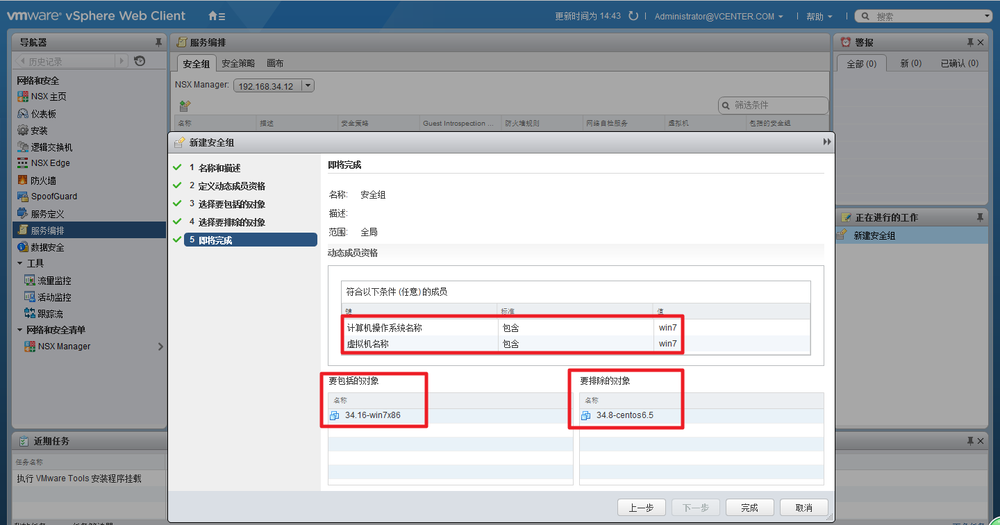 vmware® vSphere Web Client
更新时间为 14:43
Administrator@VCENTER.COM
帮助
搜索
导航器
历史记录
网络和安全
NSX 主页
仪表板
安装
逻辑交换机
NSX Edge
防火墙
SpoofGuard
服务定义
服务编排
数据安全
工具
流量监控
活动监控
跟踪流
网络和安全清单
NSX Manager
服务编排
安全组 安全策略 画布
NSX Manager: 192.168.34.12
筛选条件
名称 描述 安全策略 Guest Introspection ... 防火墙规则 网络自检服务 虚拟机 包括的安全组
新建安全组
1 名称和描述
2 定义动态成员资格
3 选择要包括的对象
4 选择要排除的对象
5 即将完成
即将完成
名称: 安全组
描述:
范围: 全局
动态成员资格
符合以下条件 (任意) 的成员
键 标准 值
计算机操作系统名称 包含 win7
虚拟机名称 包含 win7
要包括的对象
名称
34.16-win7x86
要排除的对象
名称
34.8-centos6.5
上一步 下一步 完成 取消
警报
全部 (0) 新 (0) 已确认 (0)
正在进行的工作
新建安全组
近期任务
任务名称
执行 VMware Tools 安装程序挂载